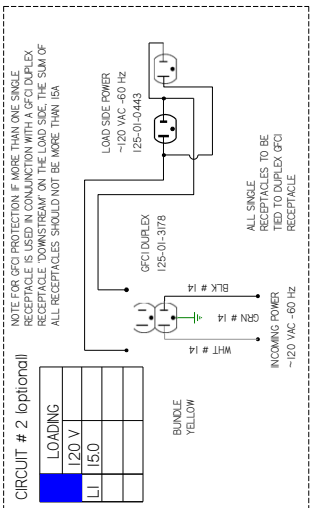 CIRCUIT # 2 (optional)
NOTE FOR GFCI PROTECTION IF MORE THAN ONE SINGLE
RECEPTACLE IS USED IN CONJUNCTION WITH A GFCI DUPLEX
RECEPTACLE "DOWNSTREAM" ON THE LOAD SIDE, THE SUM OF
ALL RECEPTACLES SHOULD NOT BE MORE THAN 15A
LOADING
120 V
L1 15.0
LOAD SIDE POWER
~120 VAC -60 Hz
125-01-0443
GFCI DUPLEX
125-01-3178
BUNDLE
YELLOW
WHT # 14
GRN # 14
BLK # 14
INCOMING POWER
~120 VAC -60 Hz
ALL SINGLE
RECEPTACLES TO BE
TIED TO DUPLEX GFCI
RECEPTACLE